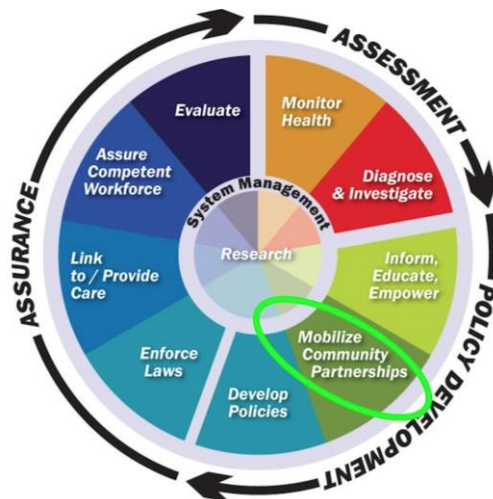 ASSESSMENT
POLICY DEVELOPMENT
ASSURANCE
Monitor
Health
Diagnose
& Investigate
Inform,
Educate,
Empower
Mobilize
Community
Partnerships
Develop
Policies
Enforce
Laws
Link
to / Provide
Care
Assure
Competent
Workforce
Evaluate
System Management
Research